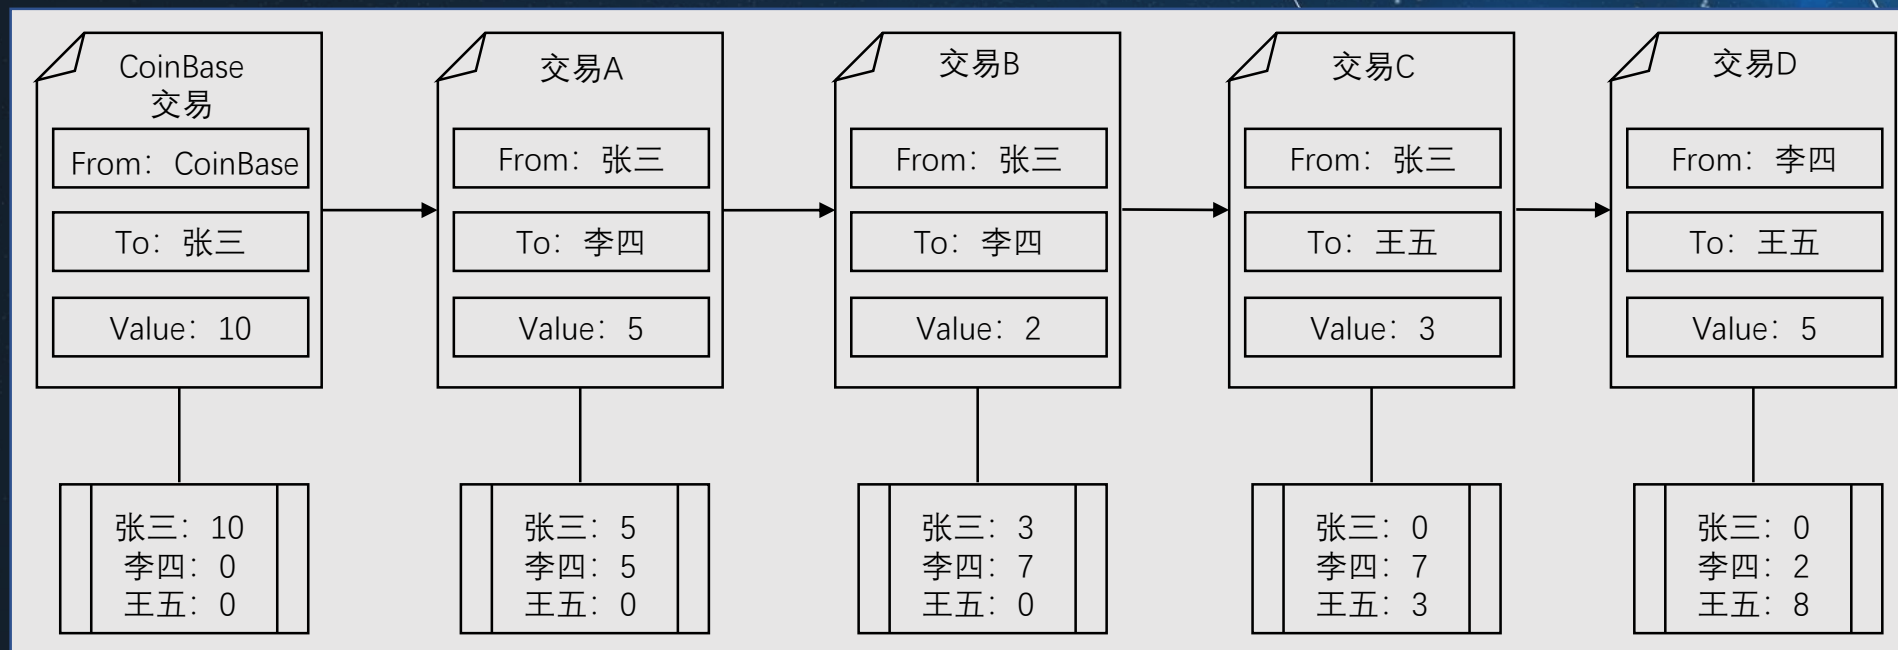 CoinBase
交易
From：CoinBase
To：张三
Value：10
张三：10
李四：0
王五：0
交易A
From：张三
To：李四
Value：5
张三：5
李四：5
王五：0
交易B
From：张三
To：李四
Value：2
张三：3
李四：7
王五：0
交易C
From：张三
To：王五
Value：3
张三：0
李四：7
王五：3
交易D
From：李四
To：王五
Value：5
张三：0
李四：2
王五：8